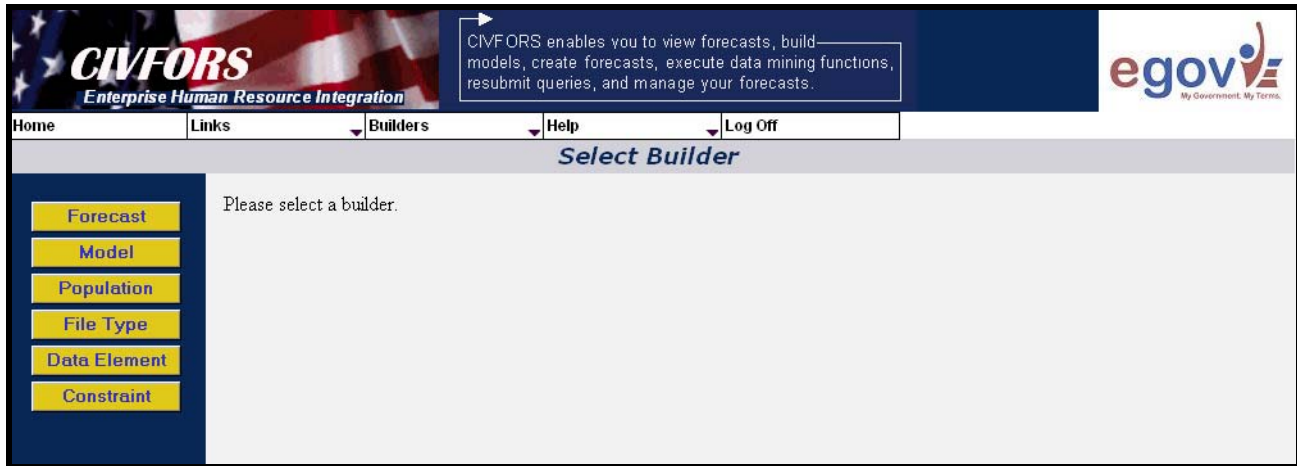 CIVFORS
Enterprise Human Resource Integration
CIVFORS enables you to view forecasts, build
models, create forecasts, execute data mining functions,
resubmit queries, and manage your forecasts.
egov
My Government. My Terms.
Home Links Builders Help Log Off
Select Builder
Please select a builder.
Forecast
Model
Population
File Type
Data Element
Constraint